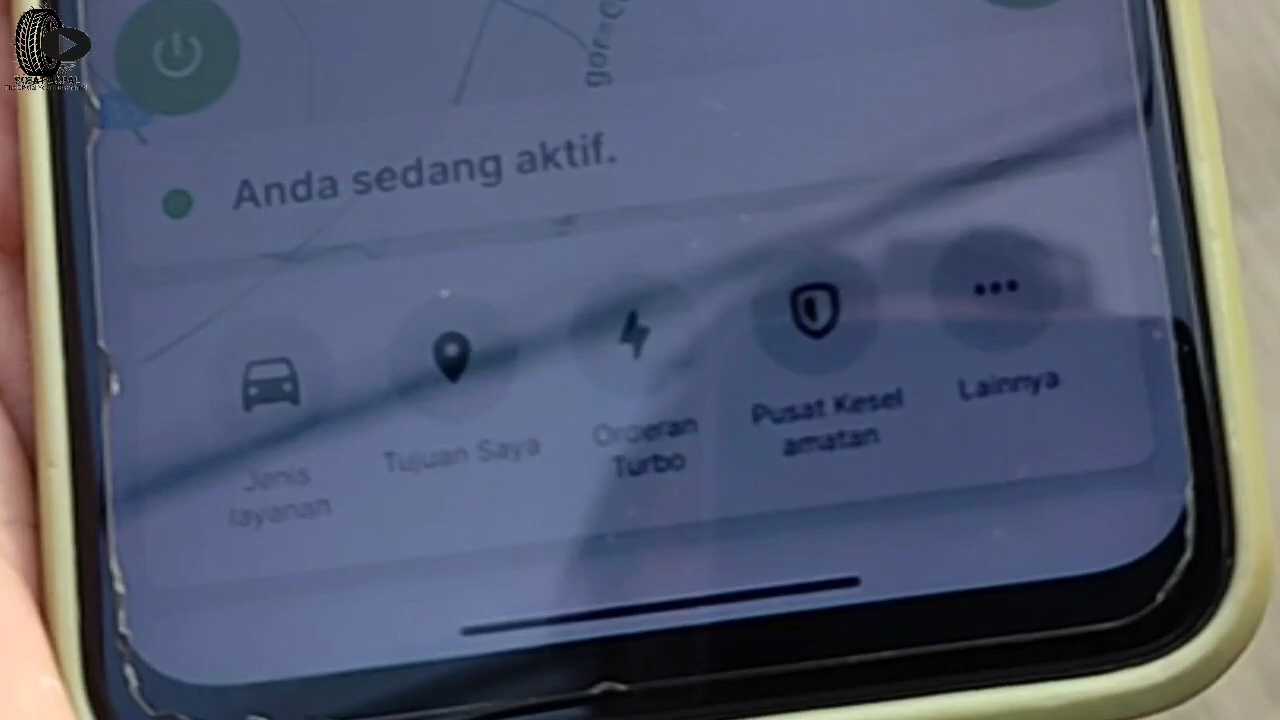 Anda sedang aktif.
Jenis
layanan
Tujuan Saya
Orderan
Turbo
Pusat Kesel
amatan
Lainnya